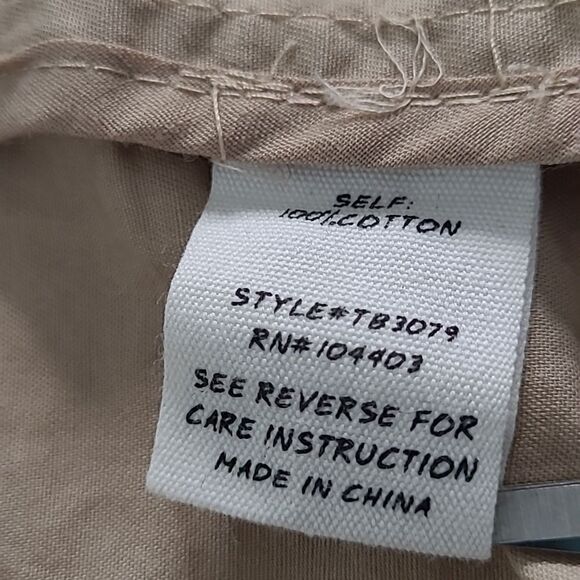 SELF:
100%COTTON
STYLE#TB3079
RN#104403
SEE REVERSE FOR
CARE INSTRUCTION
MADE IN CHINA